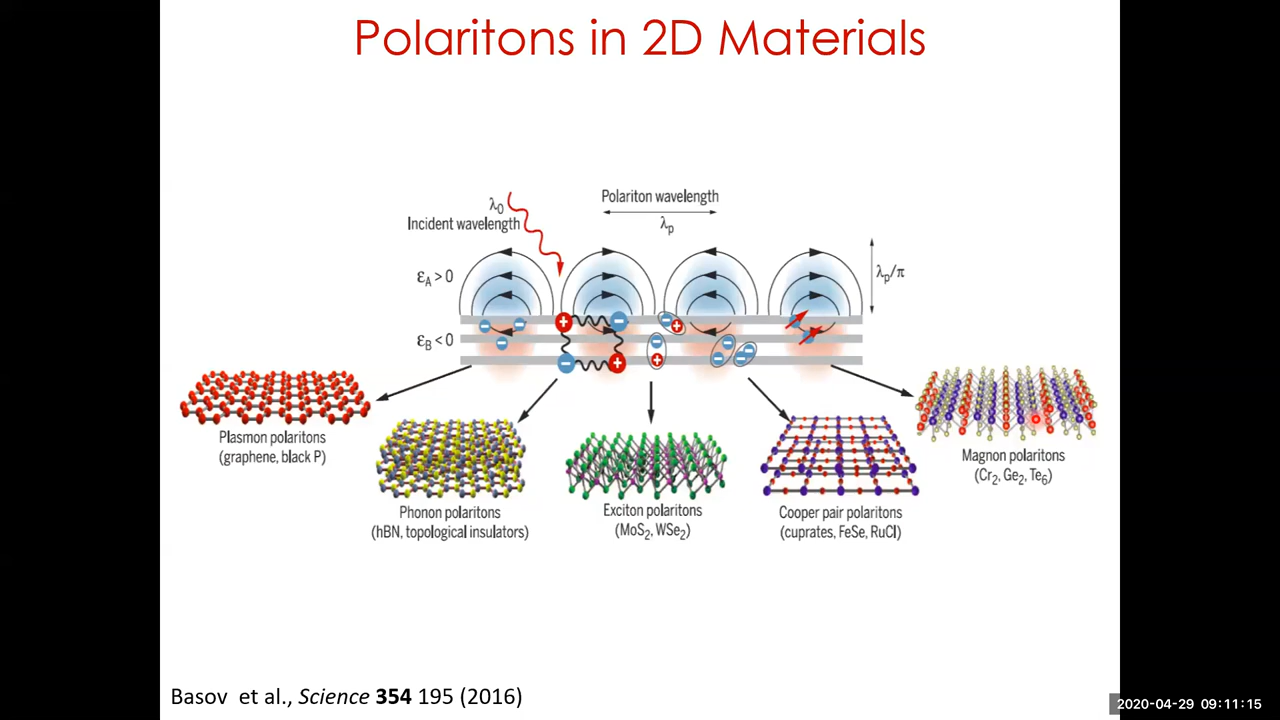 Polaritons in 2D Materials
λ₀
Incident wavelength
Polariton wavelength
λₚ
εA > 0
λₚ/π
εB < 0
Plasmon polaritons
(graphene, black P)
Phonon polaritons
(hBN, topological insulators)
Exciton polaritons
(MoS₂, WSe₂)
Cooper pair polaritons
(cuprates, FeSe, RuCl)
Magnon polaritons
(Cr₂, Ge₂, Te₆)
Basov et al., Science 354 195 (2016)
2020-04-29 09:11:15